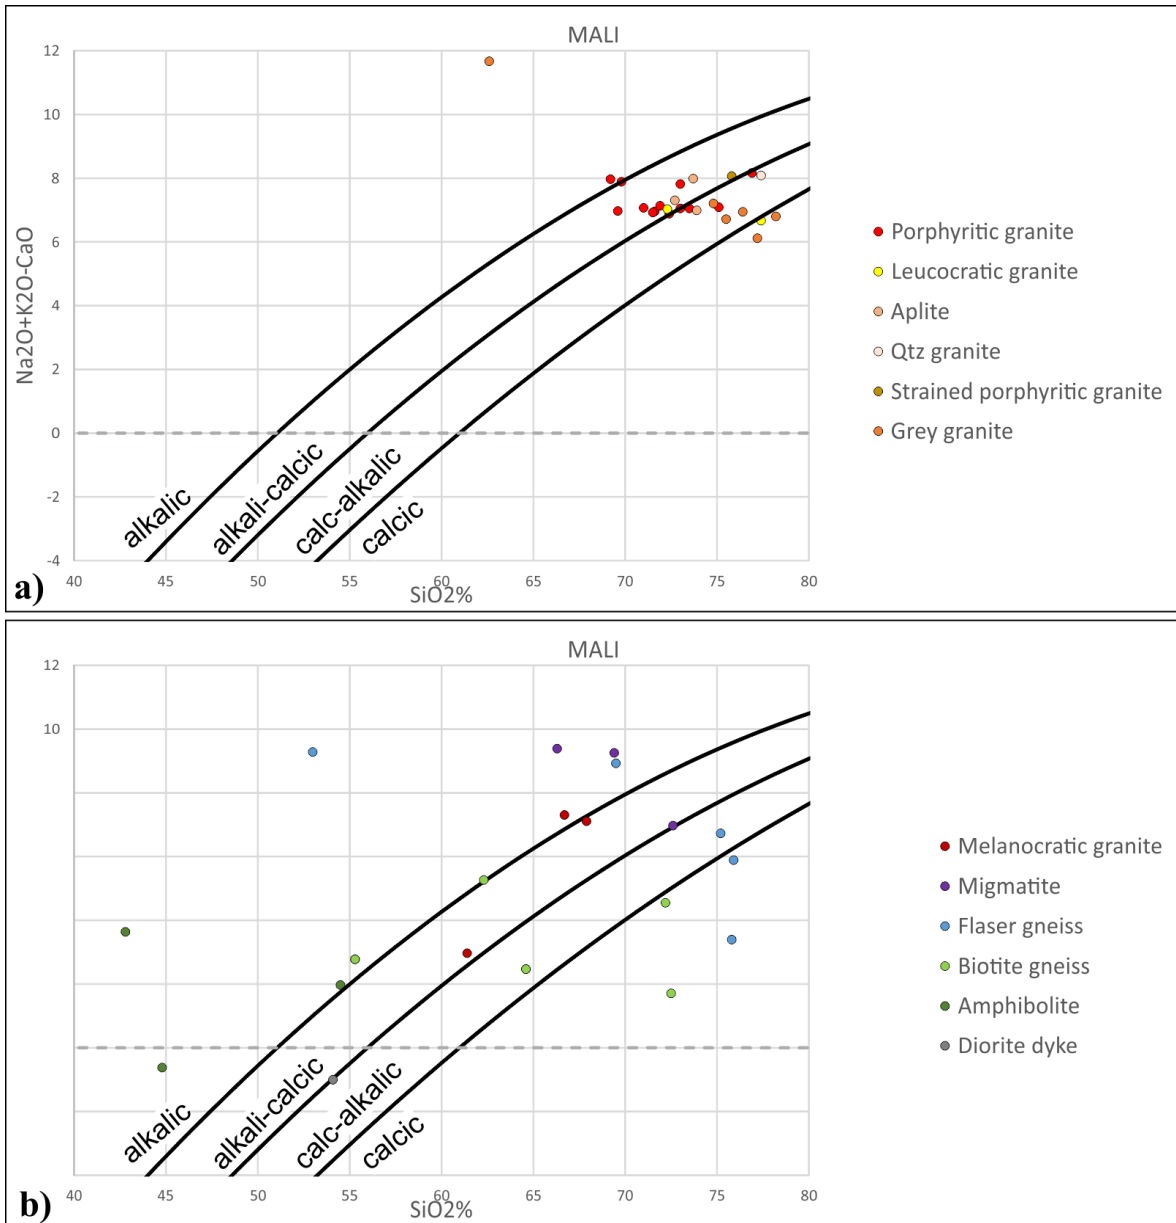 MALI
12
10
8
6
4
2
0
-2
-4
Na2O+K2O-CaO
alkalic
alkali-calcic
calc-alkalic
calcic
40 45 50 55 60 65 70 75 80
SiO2%
a)
Porphyritic granite
Leucocratic granite
Aplite
Qtz granite
Strained porphyritic granite
Grey granite
MALI
12
10
alkalic
alkali-calcic
calc-alkalic
calcic
40 45 50 55 60 65 70 75 80
SiO2%
b)
Melanocratic granite
Migmatite
Flaser gneiss
Biotite gneiss
Amphibolite
Diorite dyke